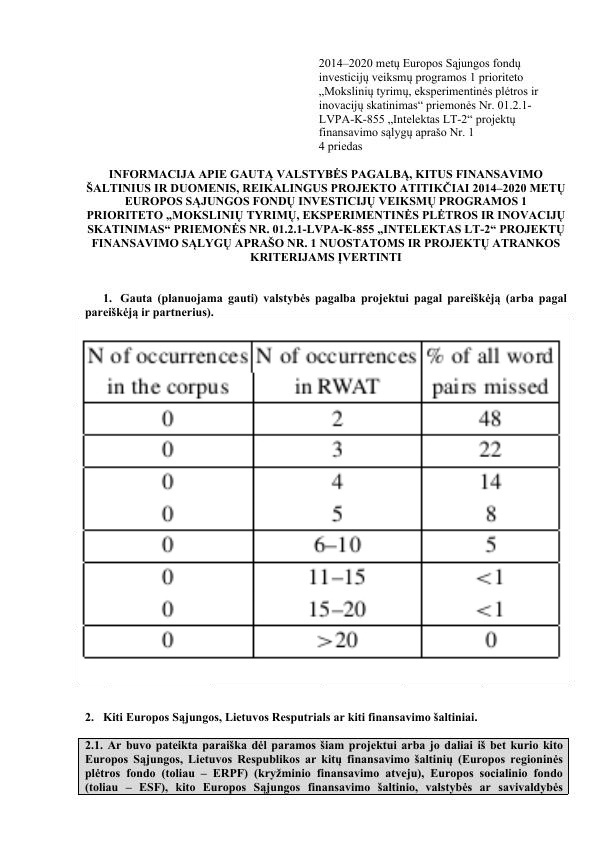 2014–2020 metų Europos Sąjungos fondų
investicijų veiksmų programos 1 prioriteto
„Mokslinių tyrimų, eksperimentinės plėtros ir
inovacijų skatinimas“ priemonės Nr. 01.2.1-
LVPA-K-855 „Intelektas LT-2“ projektų
finansavimo sąlygų aprašo Nr. 1
4 priedas
INFORMACIJA APIE GAUTĄ VALSTYBĖS PAGALBĄ, KITUS FINANSAVIMO
ŠALTINIUS IR DUOMENIS, REIKALINGUS PROJEKTO ATITIKČIAI 2014–2020 METŲ
EUROPOS SĄJUNGOS FONDŲ INVESTICIJŲ VEIKSMŲ PROGRAMOS 1
PRIORITETO „MOKSLINIŲ TYRIMŲ, EKSPERIMENTINĖS PLĖTROS IR INOVACIJŲ
SKATINIMAS“ PRIEMONĖS NR. 01.2.1-LVPA-K-855 „INTELEKTAS LT-2“ PROJEKTŲ
FINANSAVIMO SĄLYGŲ APRAŠO NR. 1 NUOSTATOMS IR PROJEKTŲ ATRANKOS
KRITERIJAMS ĮVERTINTI
1. Gauta (planuojama gauti) valstybės pagalba projektui pagal pareiškėją (arba pagal
pareiškėją ir partnerius).
N of occurrences N of occurrences % of all word
in the corpus in RWAT pairs missed
0 2 48
0 3 22
0 4 14
0 5 8
0 6–10 5
0 11–15 <1
0 15–20 <1
0 >20 0
2. Kiti Europos Sąjungos, Lietuvos Resputrials ar kiti finansavimo šaltiniai.
2.1. Ar buvo pateikta paraiška dėl paramos šiam projektui arba jo daliai iš bet kurio kito
Europos Sąjungos, Lietuvos Respublikos ar kitų finansavimo šaltinių (Europos regioninės
plėtros fondo (toliau – ERPF) (kryžminio finansavimo atveju), Europos socialinio fondo
(toliau – ESF), kito Europos Sąjungos finansavimo šaltinio, valstybės ar savivaldybės